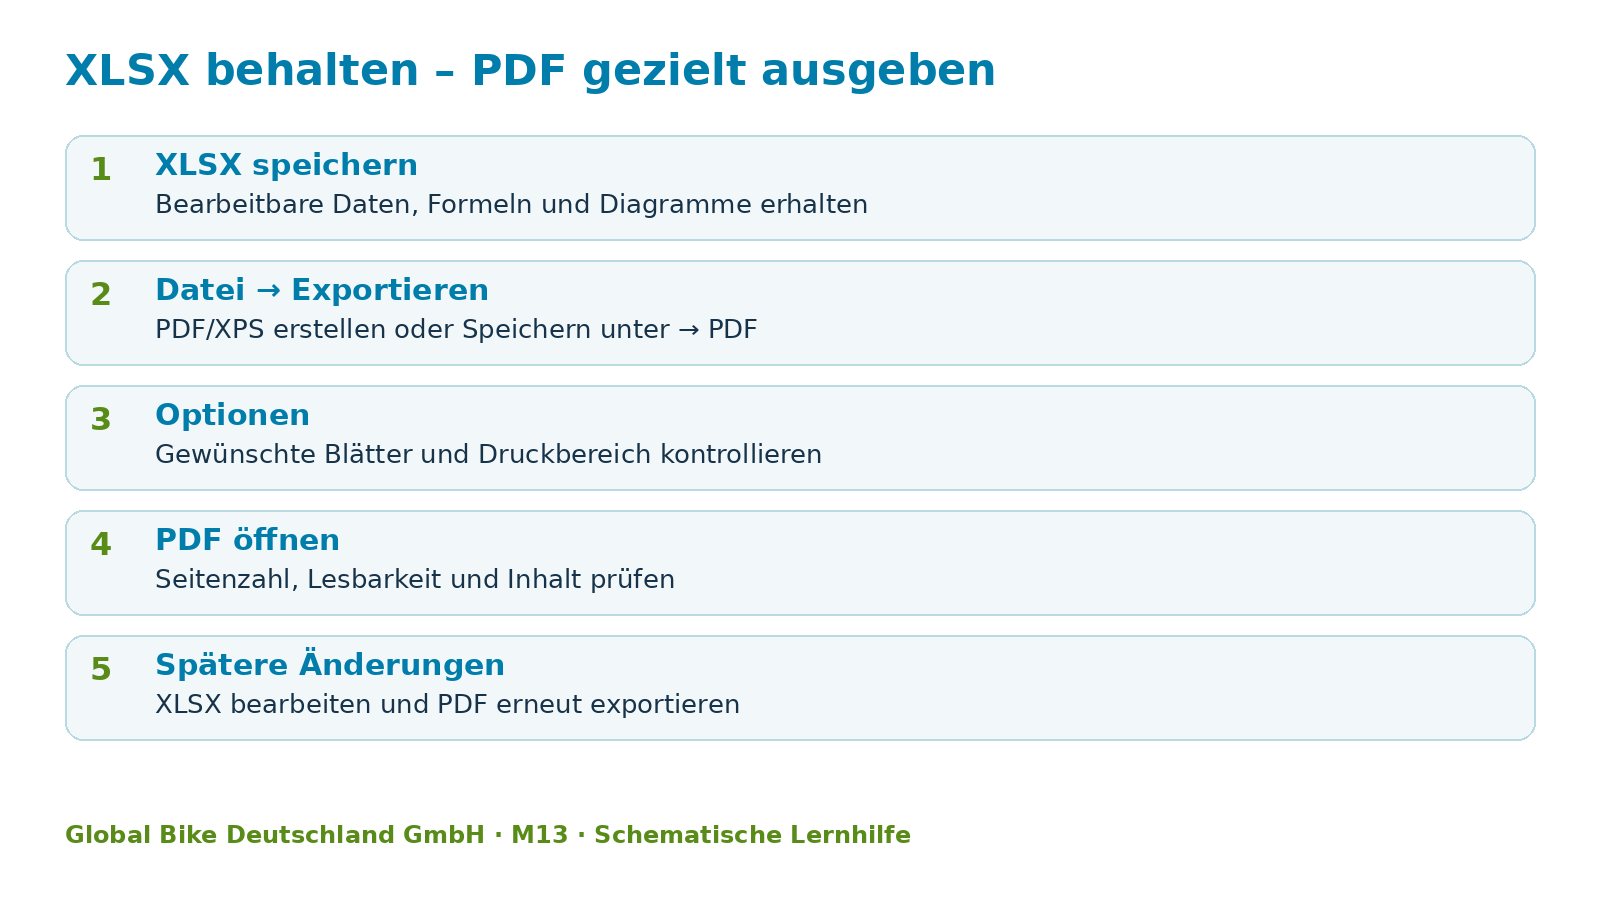 XLSX behalten – PDF gezielt ausgeben
1
XLSX speichern
Bearbeitbare Daten, Formeln und Diagramme erhalten
2
Datei → Exportieren
PDF/XPS erstellen oder Speichern unter → PDF
3
Optionen
Gewünschte Blätter und Druckbereich kontrollieren
4
PDF öffnen
Seitenzahl, Lesbarkeit und Inhalt prüfen
5
Spätere Änderungen
XLSX bearbeiten und PDF erneut exportieren
Global Bike Deutschland GmbH · M13 · Schematische Lernhilfe